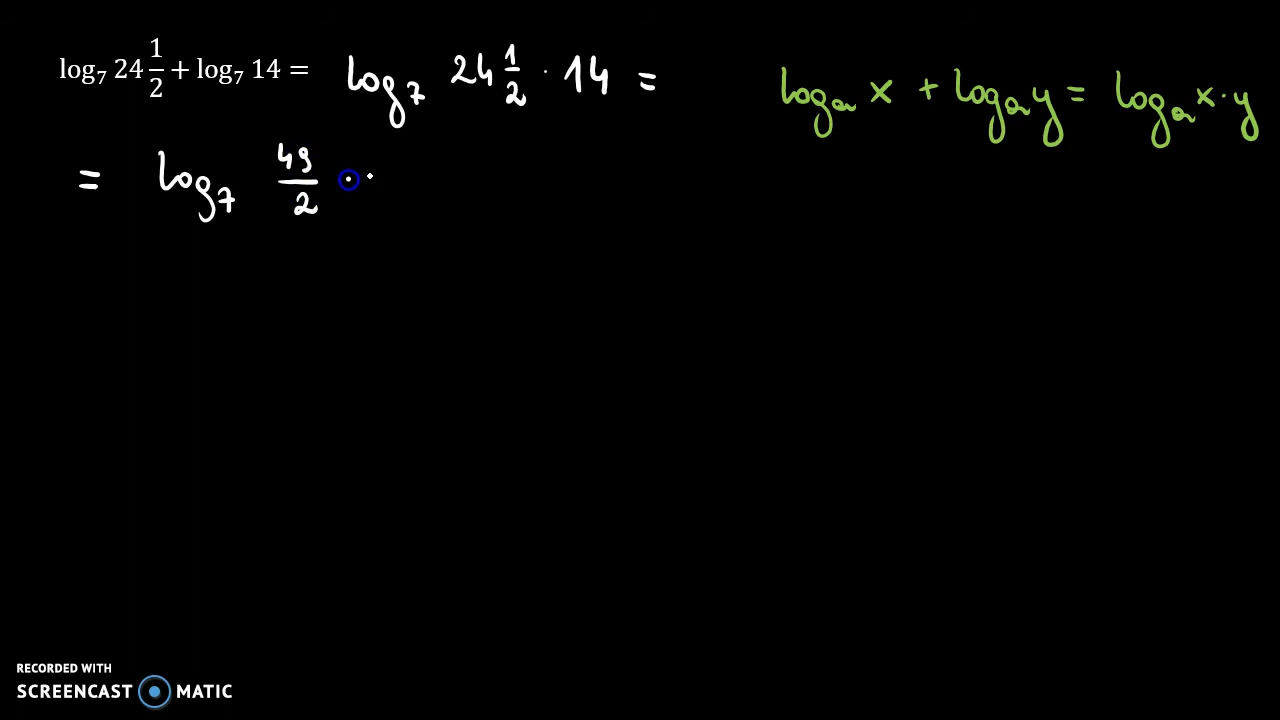 log₇ 24 1/2 + log₇ 14 = log₇ 24 1/2 · 14 =
logₐ x + logₐ y = logₐ x · y
= log₇ 49/2 ·
RECORDED WITH
SCREENCAST MATIC